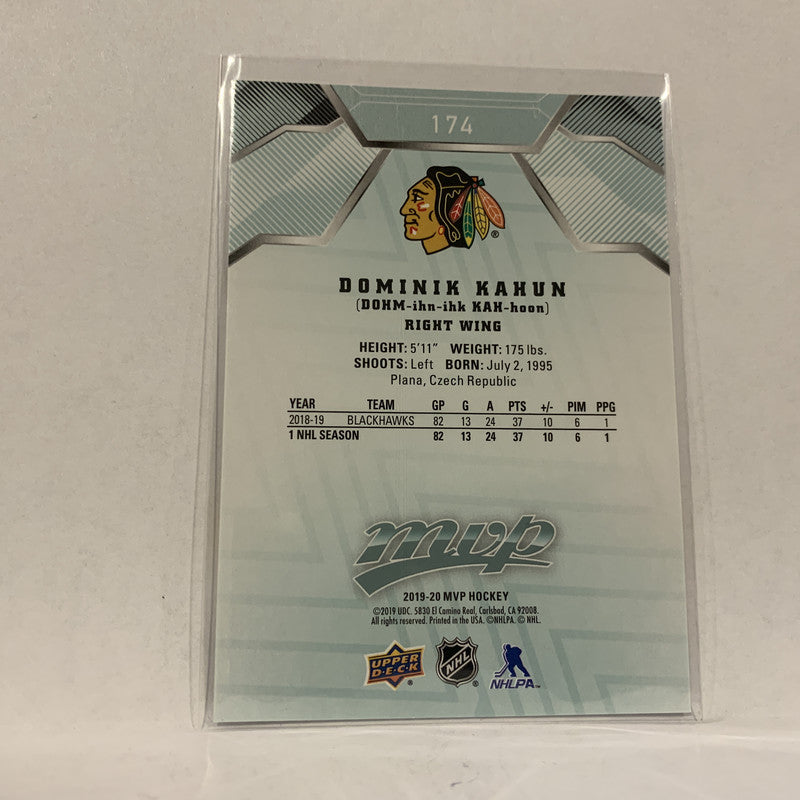 174
®
DOMINIK KAHUN
(DOHM-ihn-ihk KAH-hoon)
RIGHT WING
HEIGHT: 5'11" WEIGHT: 175 lbs.
SHOOTS: Left BORN: July 2, 1995
Plana, Czech Republic
YEAR TEAM GP G A PTS +/- PIM PPG
2018-19 BLACKHAWKS 82 13 24 37 10 6 1
1 NHL SEASON 82 13 24 37 10 6 1
mvp
2019-20 MVP HOCKEY
©2019 UDC. 5830 El Camino Real, Carlsbad, CA 92008.
All rights reserved. Printed in the USA. ©NHLPA. © NHL.
UPPER DECK ® NHL ® NHLPA™